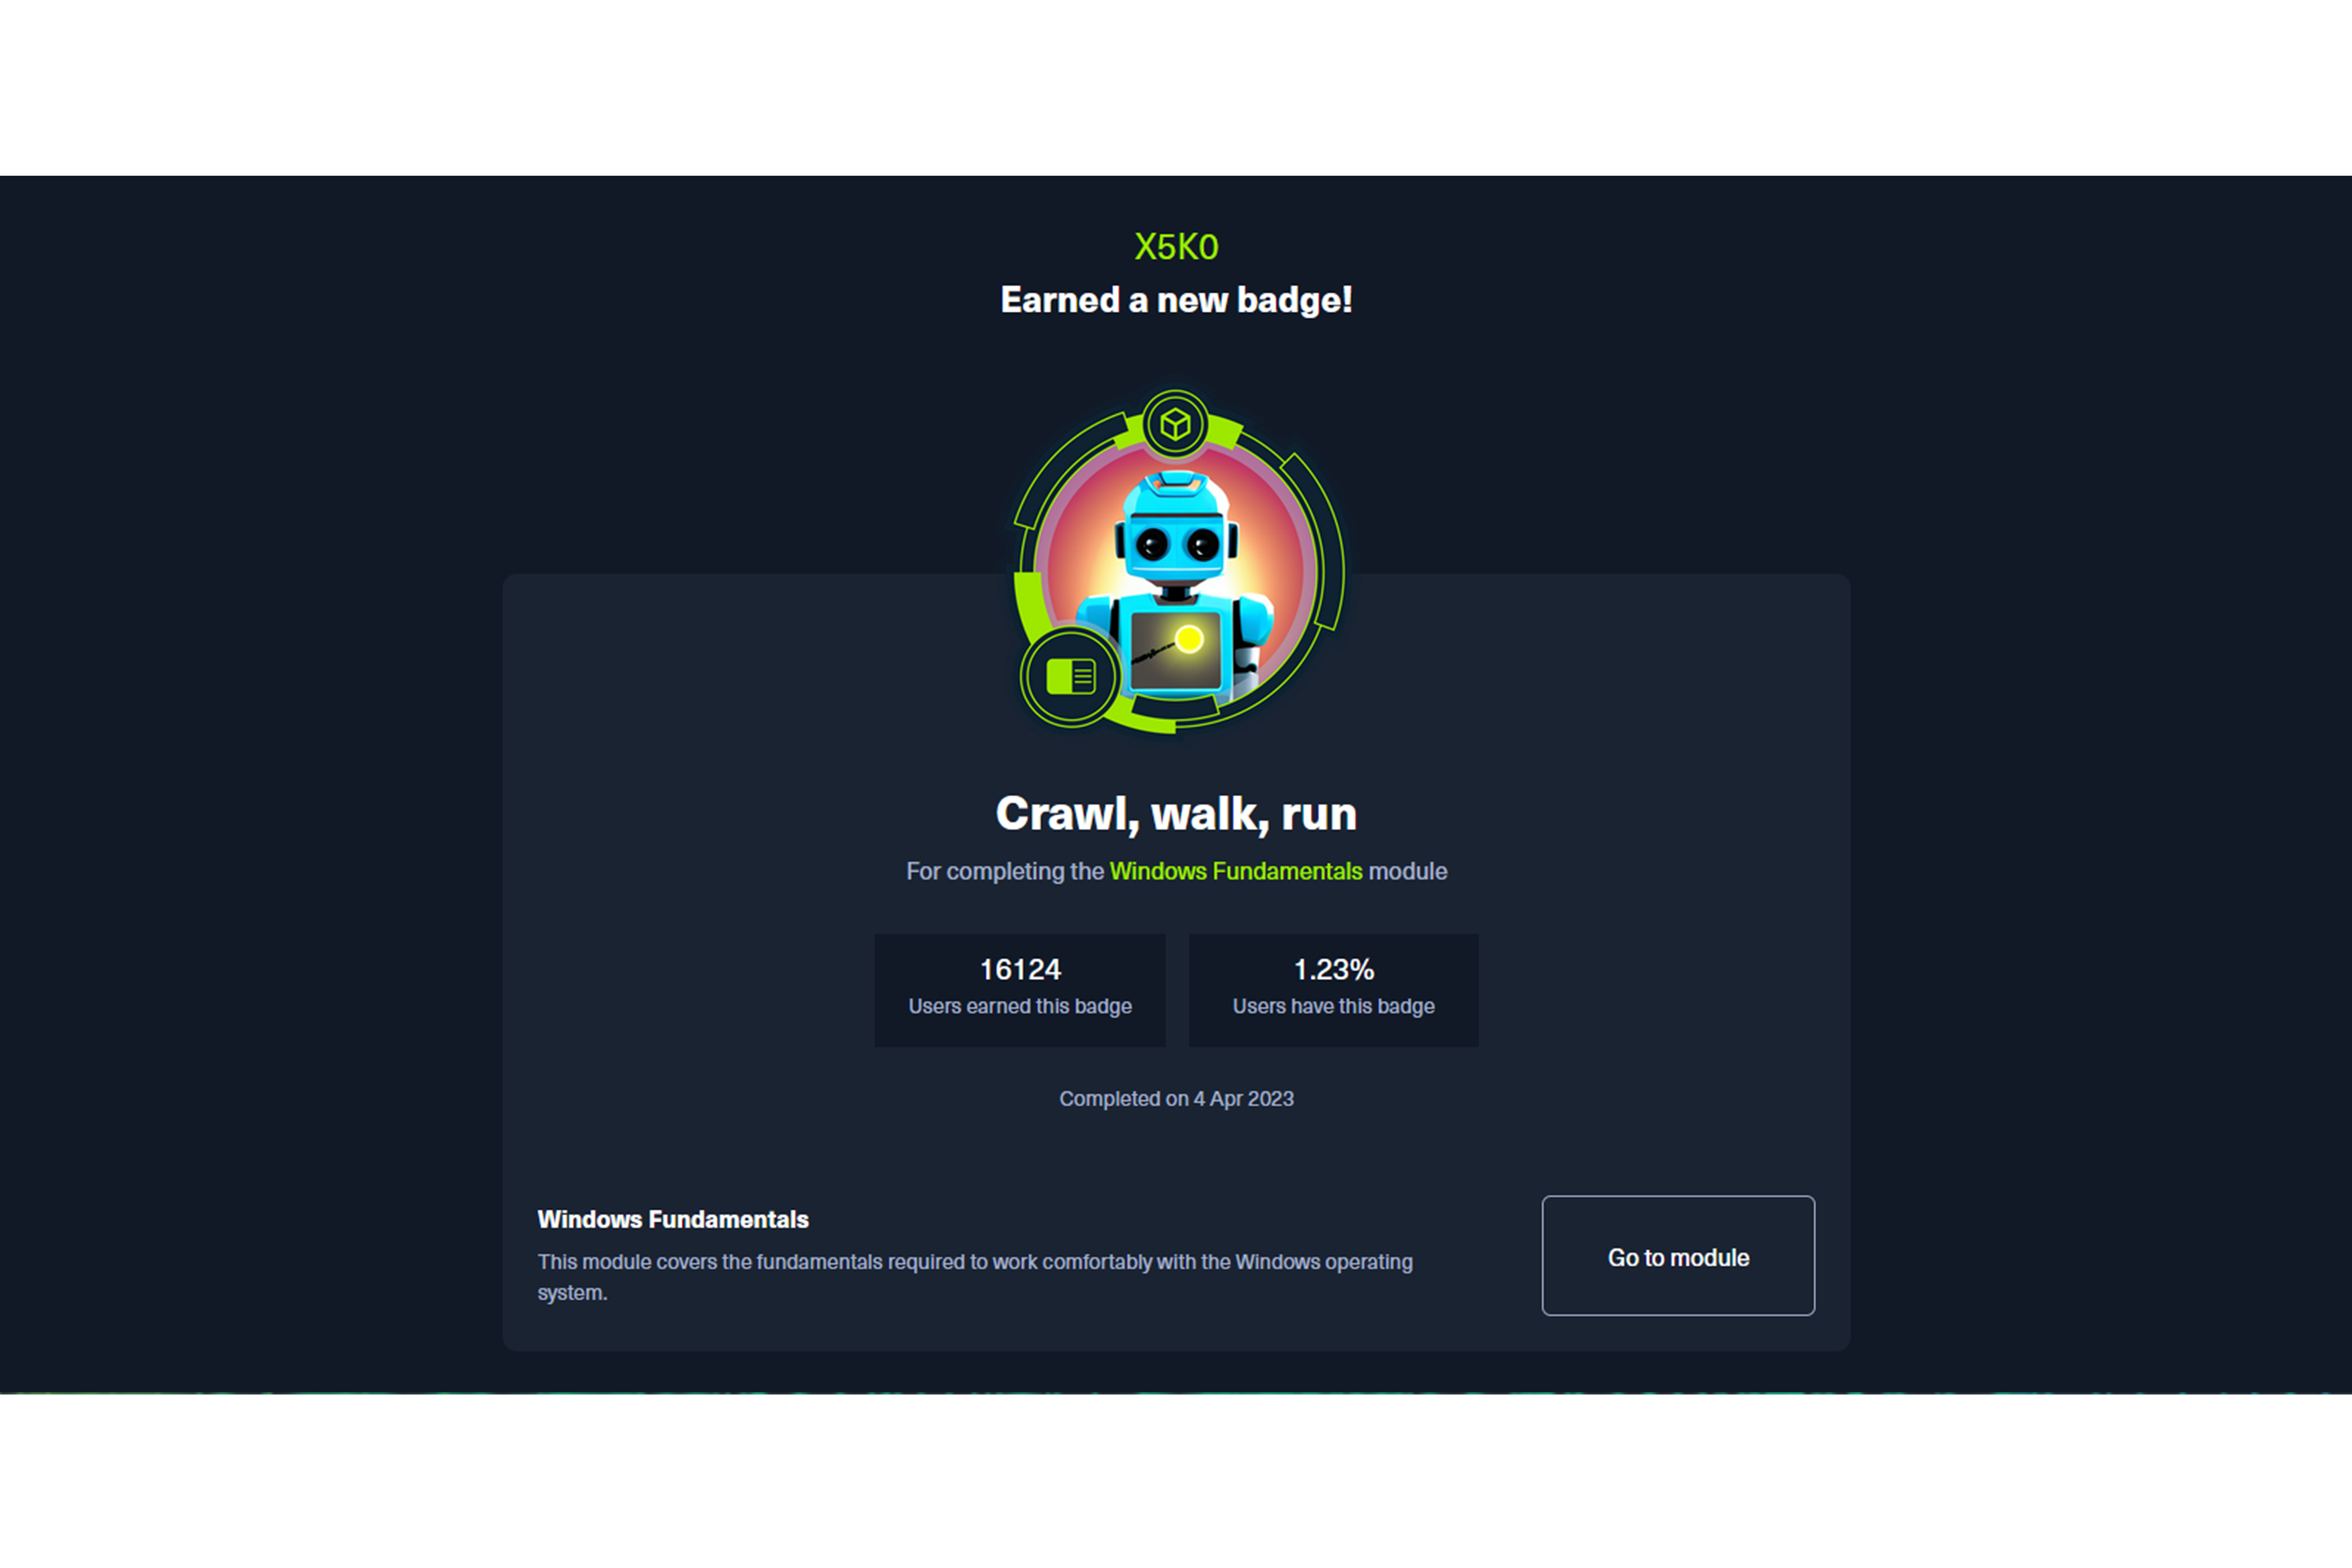 X5K0
Earned a new badge!
Crawl, walk, run
For completing the Windows Fundamentals module
16124
Users earned this badge
1.23%
Users have this badge
Completed on 4 Apr 2023
Windows Fundamentals
This module covers the fundamentals required to work comfortably with the Windows operating
system.
Go to module